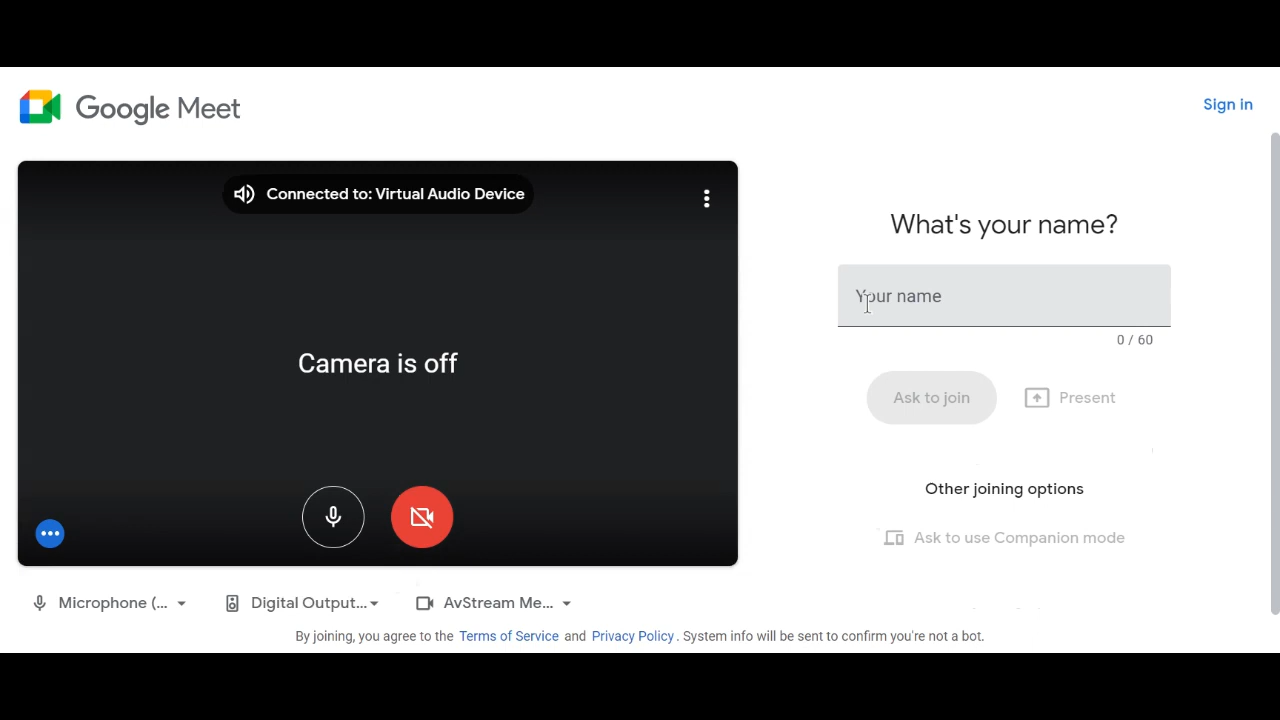 Google Meet
Sign in
Connected to: Virtual Audio Device
Camera is off
What's your name?
Your name
0 / 60
Ask to join
Present
Other joining options
Ask to use Companion mode
Microphone (...
Digital Output...
AvStream Me...
By joining, you agree to the Terms of Service and Privacy Policy. System info will be sent to confirm you're not a bot.